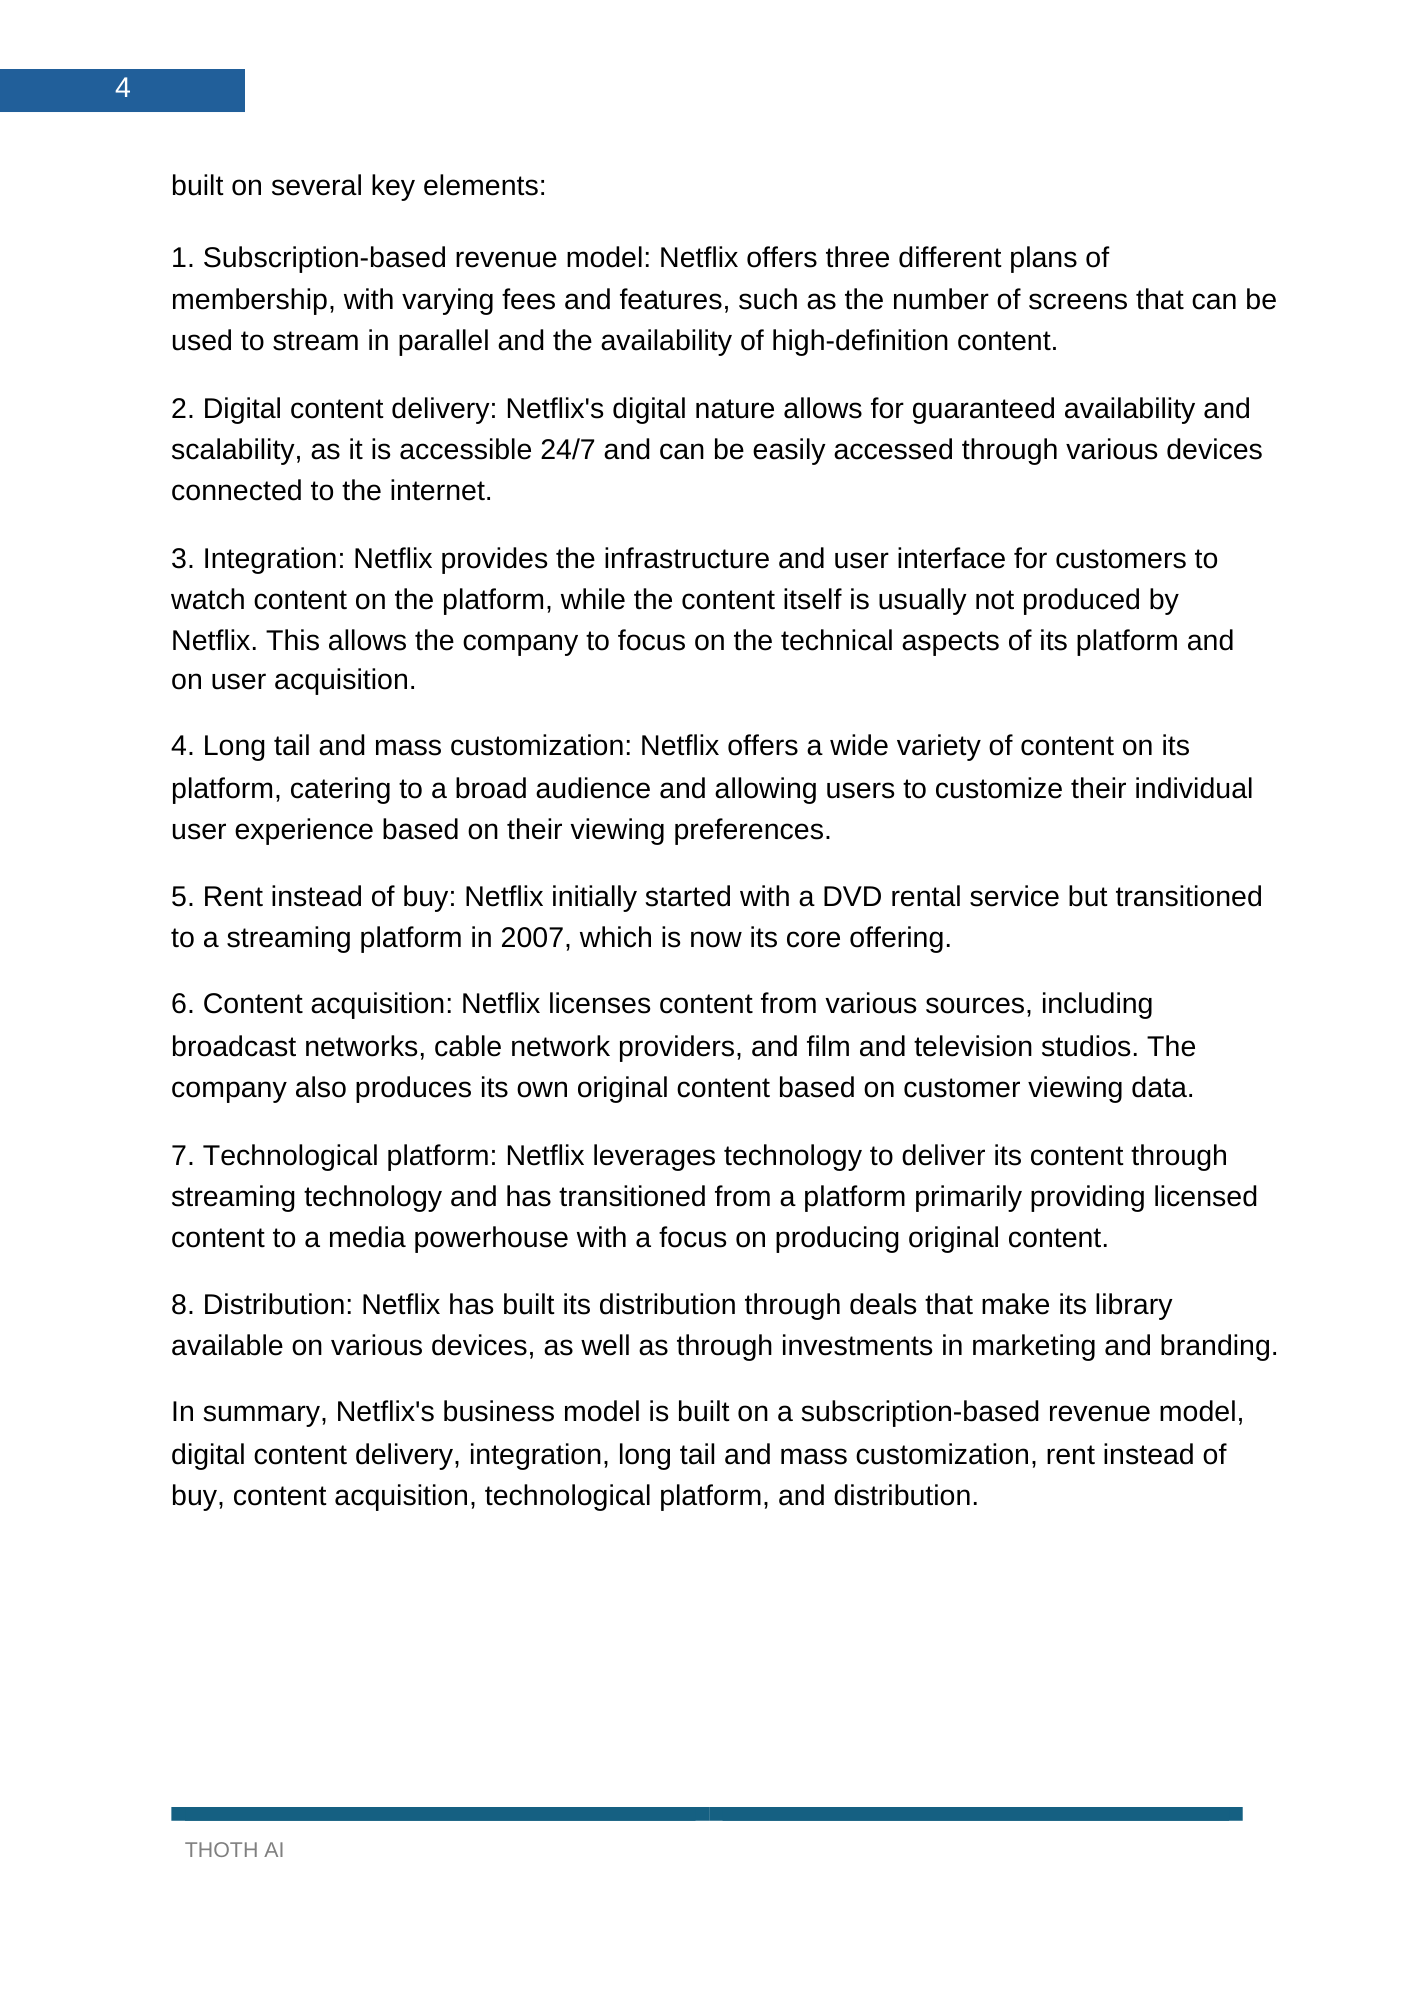 4
built on several key elements:
1. Subscription-based revenue model: Netflix offers three different plans of
membership, with varying fees and features, such as the number of screens that can be
used to stream in parallel and the availability of high-definition content.
2. Digital content delivery: Netflix's digital nature allows for guaranteed availability and
scalability, as it is accessible 24/7 and can be easily accessed through various devices
connected to the internet.
3. Integration: Netflix provides the infrastructure and user interface for customers to
watch content on the platform, while the content itself is usually not produced by
Netflix. This allows the company to focus on the technical aspects of its platform and
on user acquisition.
4. Long tail and mass customization: Netflix offers a wide variety of content on its
platform, catering to a broad audience and allowing users to customize their individual
user experience based on their viewing preferences.
5. Rent instead of buy: Netflix initially started with a DVD rental service but transitioned
to a streaming platform in 2007, which is now its core offering.
6. Content acquisition: Netflix licenses content from various sources, including
broadcast networks, cable network providers, and film and television studios. The
company also produces its own original content based on customer viewing data.
7. Technological platform: Netflix leverages technology to deliver its content through
streaming technology and has transitioned from a platform primarily providing licensed
content to a media powerhouse with a focus on producing original content.
8. Distribution: Netflix has built its distribution through deals that make its library
available on various devices, as well as through investments in marketing and branding.
In summary, Netflix's business model is built on a subscription-based revenue model,
digital content delivery, integration, long tail and mass customization, rent instead of
buy, content acquisition, technological platform, and distribution.
THOTH AI